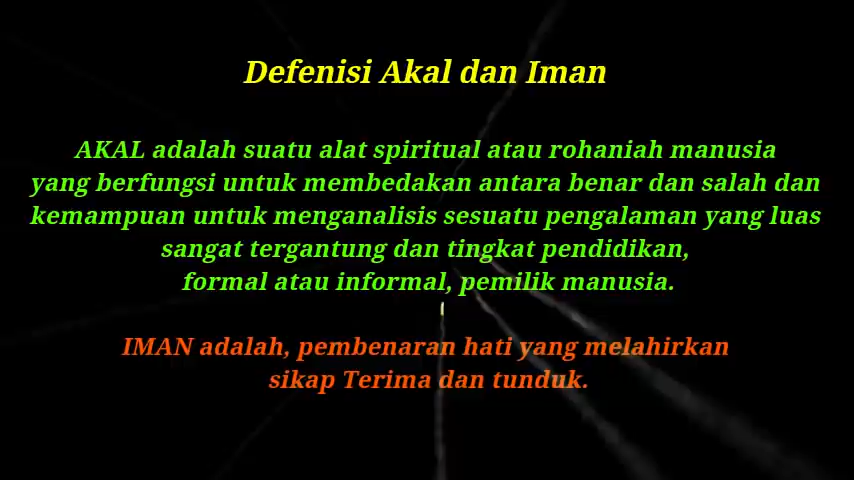 Defenisi Akal dan Iman
AKAL adalah suatu alat spiritual atau rohaniah manusia
yang berfungsi untuk membedakan antara benar dan salah dan
kemampuan untuk menganalisis sesuatu pengalaman yang luas
sangat tergantung dan tingkat pendidikan,
formal atau informal, pemilik manusia.
IMAN adalah, pembenaran hati yang melahirkan
sikap Terima dan tunduk.